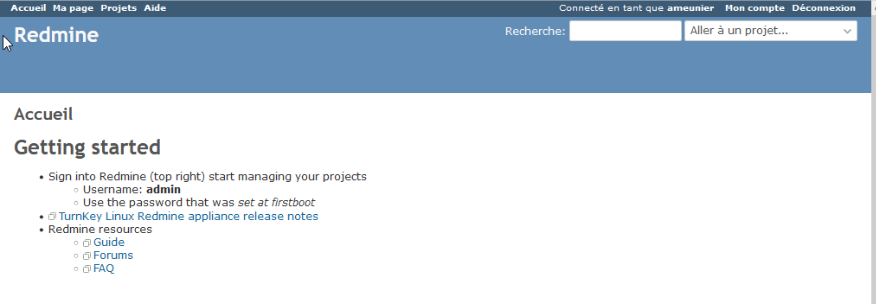 Accueil Ma page Projets Aide Connecté en tant que ameunier Mon compte Déconnexion
Redmine Recherche: Aller à un projet...
Accueil
Getting started
Sign into Redmine (top right) start managing your projects
Username: admin
Use the password that was set at firstboot
TurnKey Linux Redmine appliance release notes
Redmine resources
Guide
Forums
FAQ